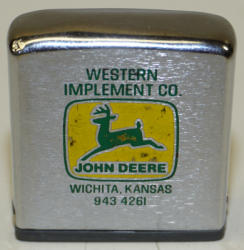 WESTERN
IMPLEMENT CO.
JOHN DEERE
WICHITA, KANSAS
943 4261